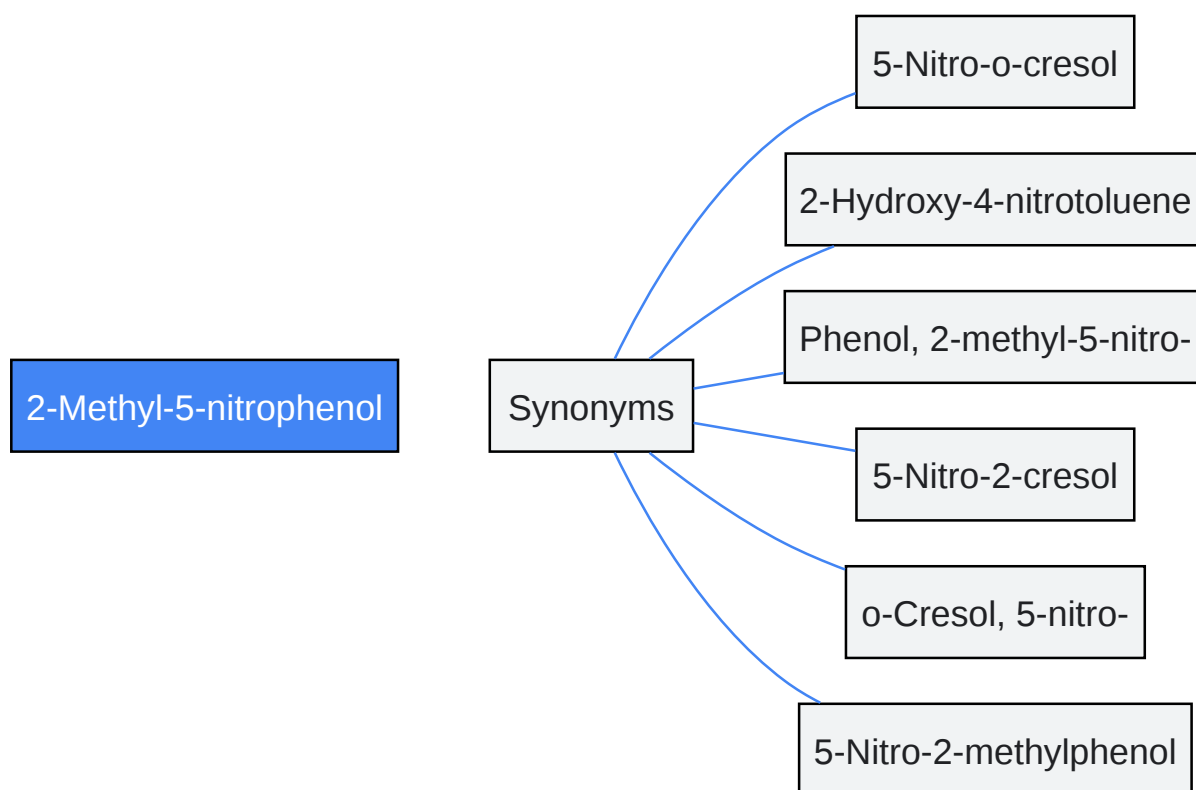 5-Nitro-o-cresol
2-Hydroxy-4-nitrotoluene
Phenol, 2-methyl-5-nitro-
2-Methyl-5-nitrophenol
Synonyms
5-Nitro-2-cresol
o-Cresol, 5-nitro-
5-Nitro-2-methylphenol